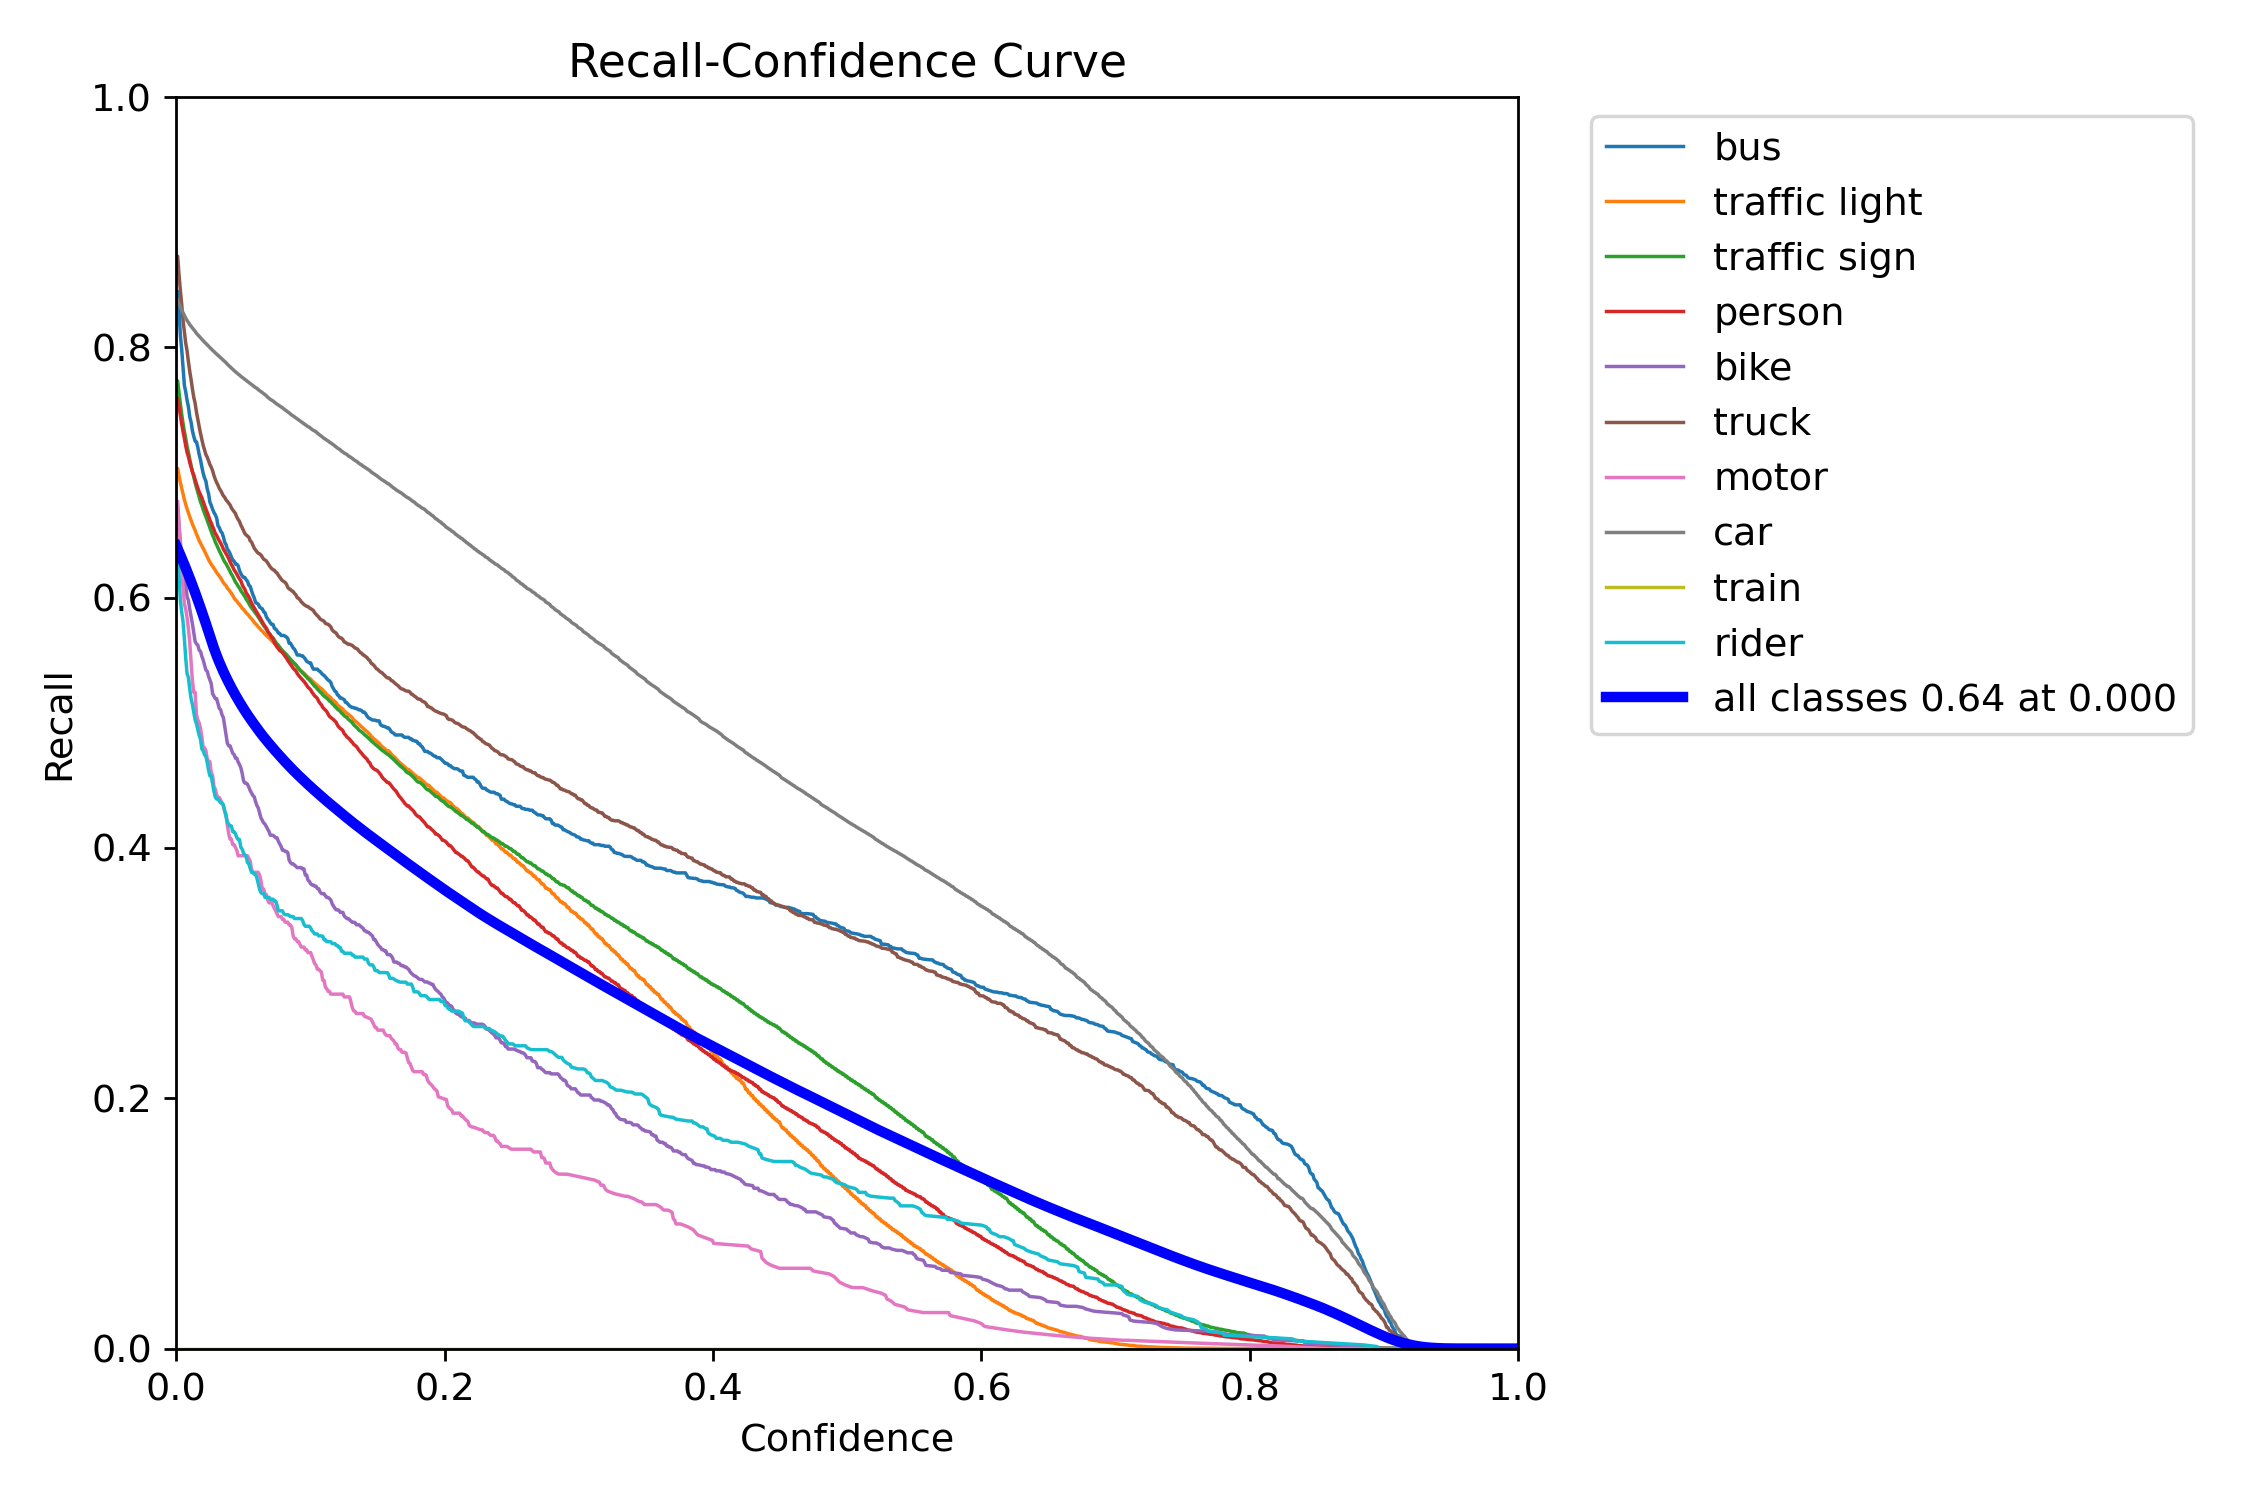 Recall-Confidence Curve
1.0
0.8
0.6
0.4
0.2
0.0
Recall
0.0 0.2 0.4 0.6 0.8 1.0
Confidence
bus
traffic light
traffic sign
person
bike
truck
motor
car
train
rider
all classes 0.64 at 0.000